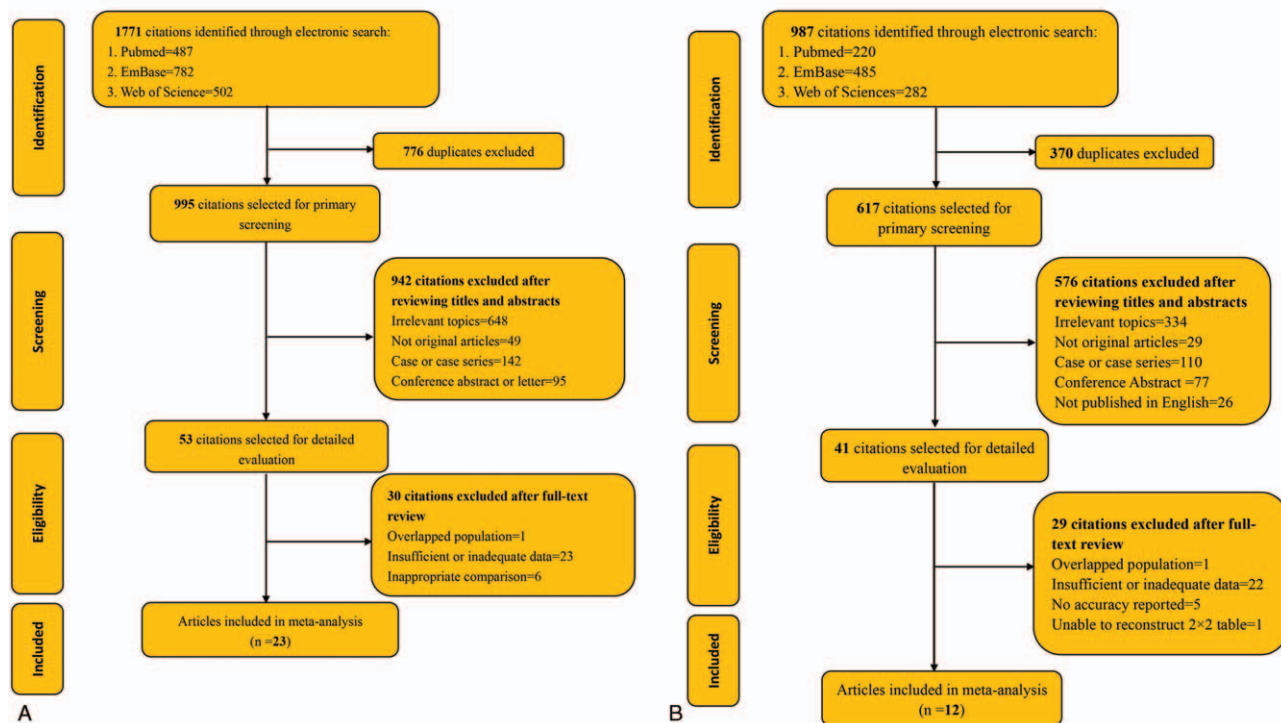 Identification
1771 citations identified through electronic search:
1. Pubmed=487
2. EmBase=782
3. Web of Science=502
776 duplicates excluded
995 citations selected for primary
screening
Screening
942 citations excluded after
reviewing titles and abstracts
Irrelevant topics=648
Not original articles=49
Case or case series=142
Conference abstract or letter=95
53 citations selected for detailed
evaluation
Eligibility
30 citations excluded after full-text
review
Overlapped population=1
Insufficient or inadequate data=23
Inappropriate comparison=6
Included
Articles included in meta-analysis
(n =23)
A
Identification
987 citations identified through electronic search:
1. Pubmed=220
2. EmBase=485
3. Web of Sciences=282
370 duplicates excluded
617 citations selected for
primary screening
Screening
576 citations excluded after
reviewing titles and abstracts
Irrelevant topics=334
Not original articles=29
Case or case series=110
Conference Abstract =77
Not published in English=26
41 citations selected for detailed
evaluation
Eligibility
29 citations excluded after full-
text review
Overlapped population=1
Insufficient or inadequate data=22
No accuracy reported=5
Unable to reconstruct 2×2 table=1
Included
Articles included in meta-analysis
(n =12)
B